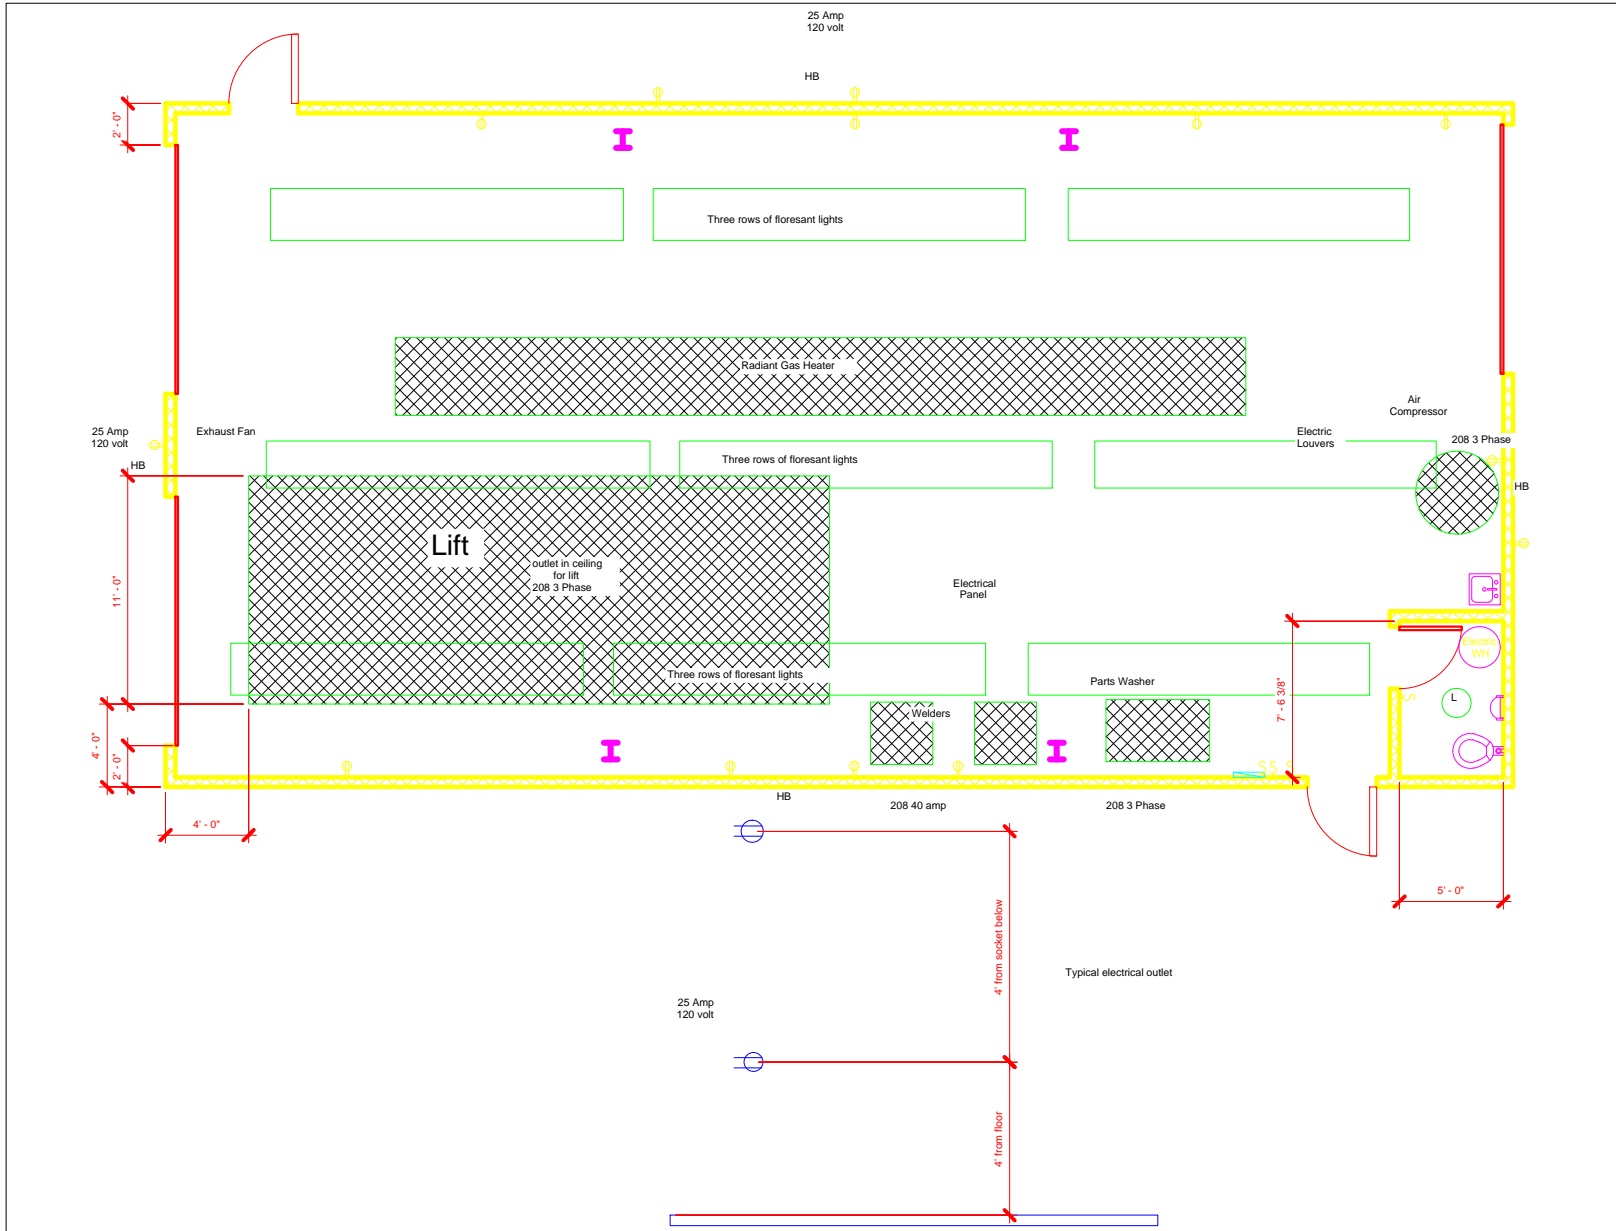 25 Amp
120 volt
HB
2' - 0"
Three rows of floresant lights
Radiant Gas Heater
Air
Compressor
25 Amp
120 volt
Exhaust Fan
Electric
Louvers
208 3 Phase
HB
Three rows of floresant lights
HB
Lift
outlet in ceiling
for lift
208 3 Phase
11' - 0"
Electrical
Panel
Electric
WH
Three rows of floresant lights
Parts Washer
7' - 6 3/8"
S
L
Welders
4' - 0"
2' - 0"
S S S
HB
208 40 amp
208 3 Phase
4' - 0"
5' - 0"
4' from socket below
Typical electrical outlet
25 Amp
120 volt
4' from floor